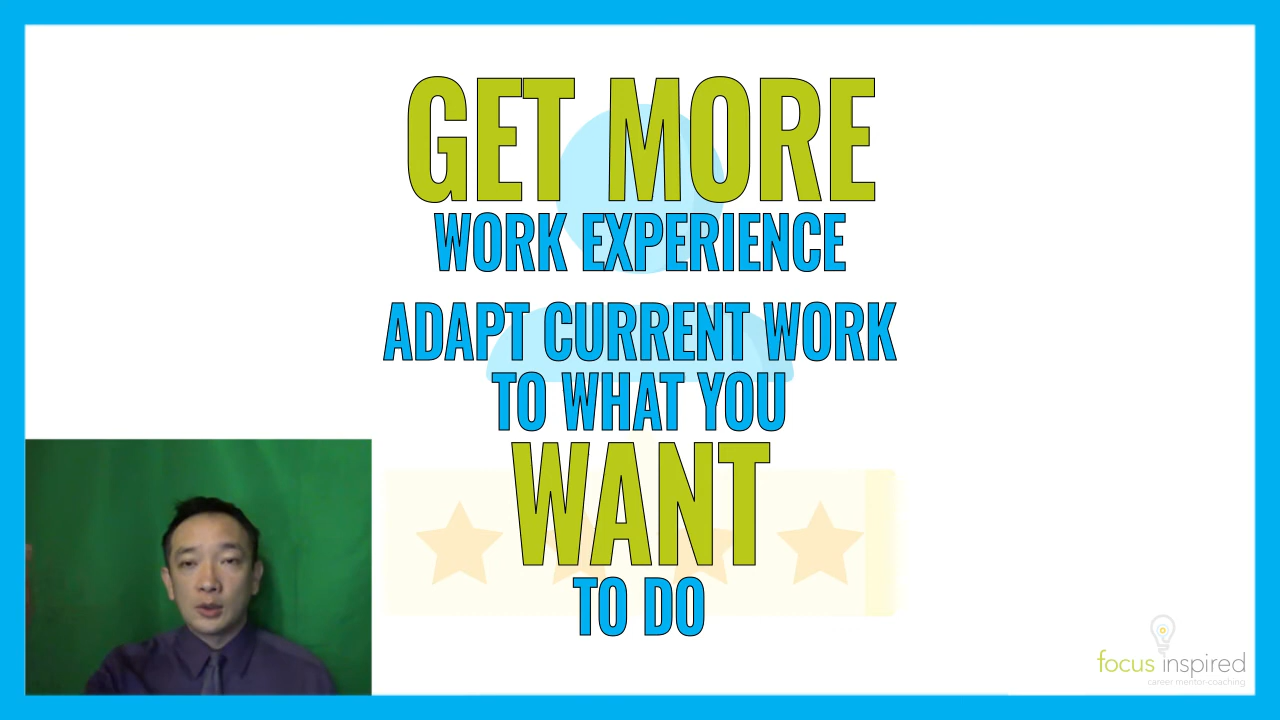 GET MORE
WORK EXPERIENCE
ADAPT CURRENT WORK
TO WHAT YOU
WANT
TO DO
focus inspired
career mentor-coaching